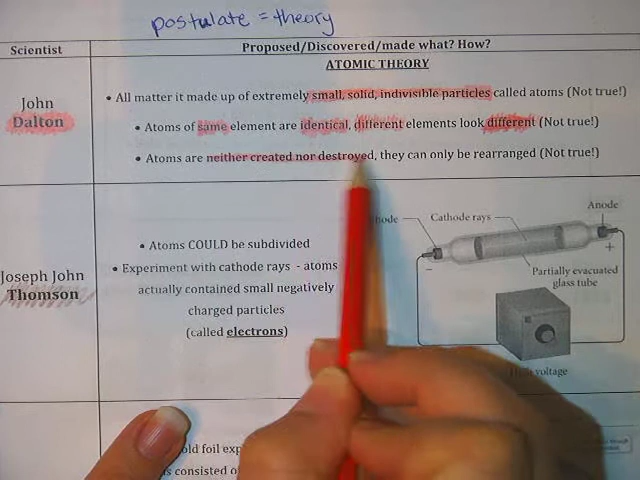 postulate = theory
Scientist
Proposed/Discovered/made what? How?
ATOMIC THEORY
John
Dalton
• All matter it made up of extremely small, solid, indivisible particles called atoms (Not true!)
• Atoms of same element are identical, different elements look different (Not true!)
• Atoms are neither created nor destroyed, they can only be rearranged (Not true!)
Joseph John
Thomson
• Atoms COULD be subdivided
• Experiment with cathode rays - atoms
actually contained small negatively
charged particles
(called electrons)
Cathode rays
Anode
−
+
Partially evacuated
glass tube
voltage
old foil exp
s consisted o